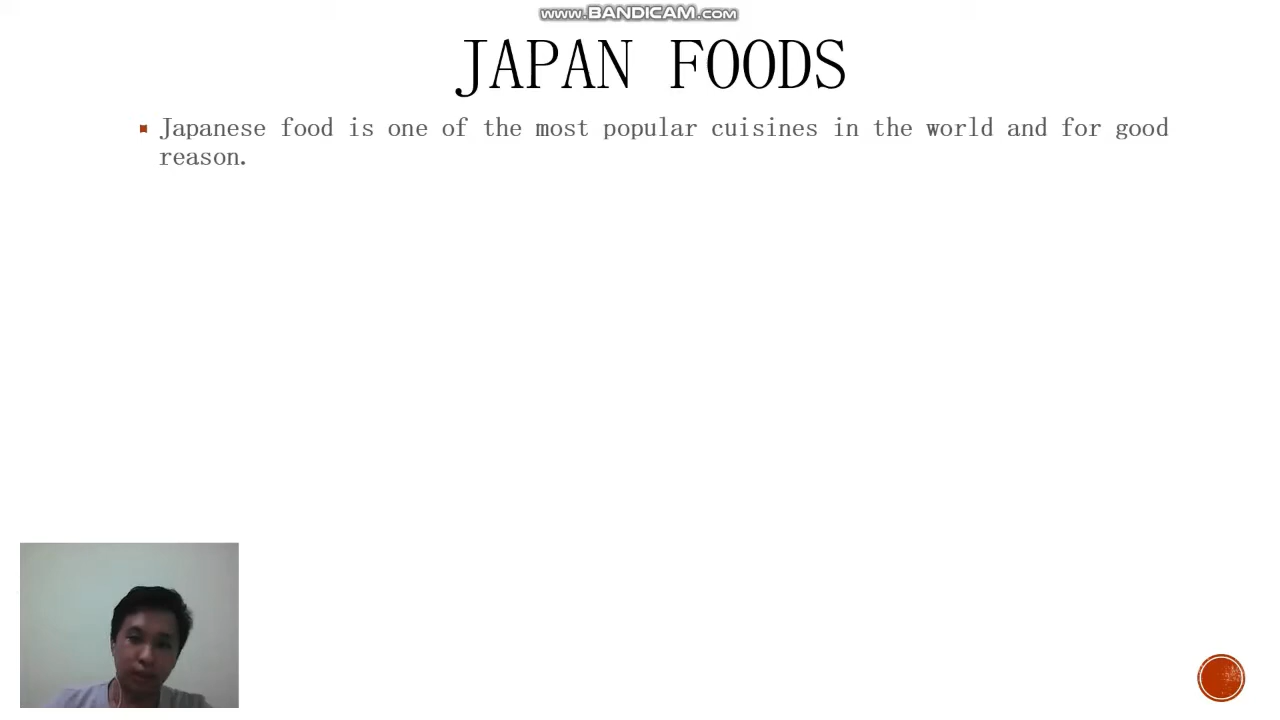 www.BANDICAM.com
JAPAN FOODS
Japanese food is one of the most popular cuisines in the world and for good
reason.